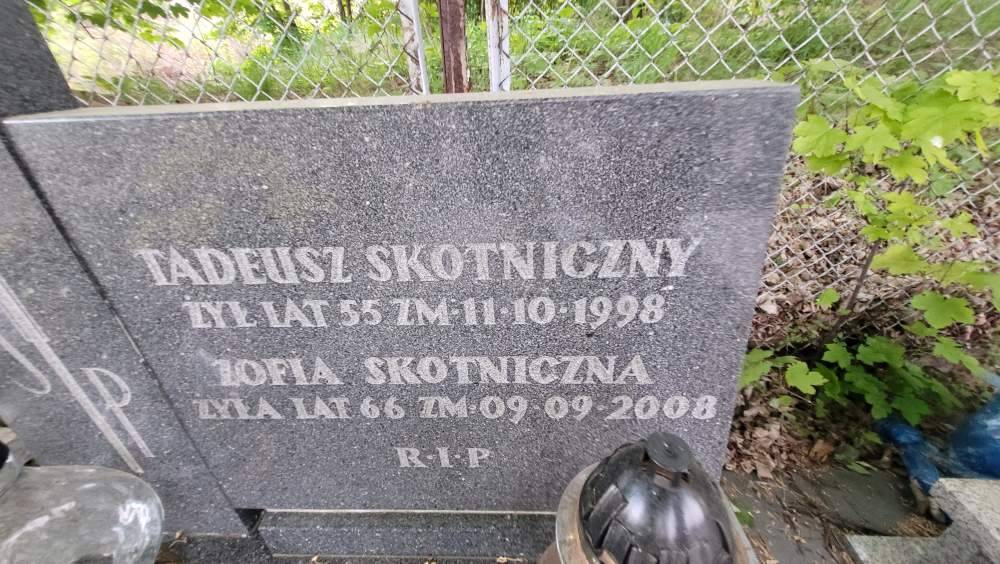 TADEUSZ SKOTNICZNY
ŻYŁ LAT 55 ZM·11·10·1998
ZOFIA SKOTNICZNA
ŻYŁA LAT 66 ZM·09·09·2008
R·I·P